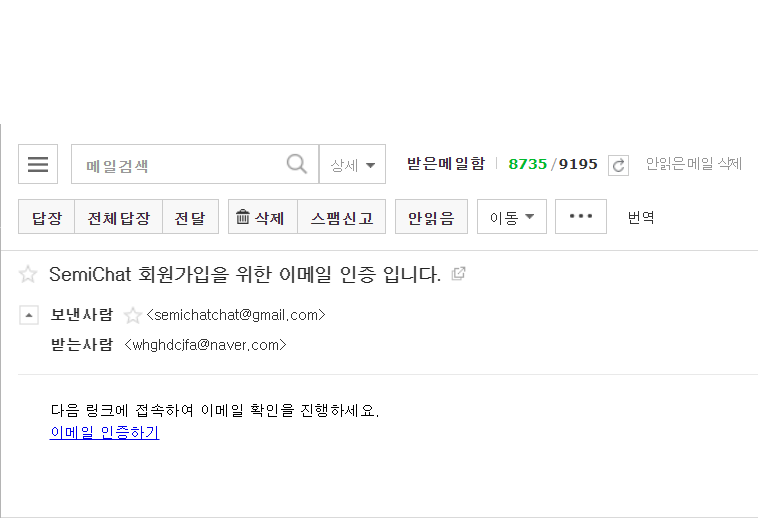 메일검색 상세 받은메일함 8735/9195 안읽은메일 삭제
답장 전체답장 전달 삭제 스팸신고 안읽음 이동 ••• 번역
SemiChat 회원가입을 위한 이메일 인증 입니다.
보낸사람 <semichatchat@gmail.com>
받는사람 <whghdcjfa@naver.com>
다음 링크에 접속하여 이메일 확인을 진행하세요.
이메일 인증하기